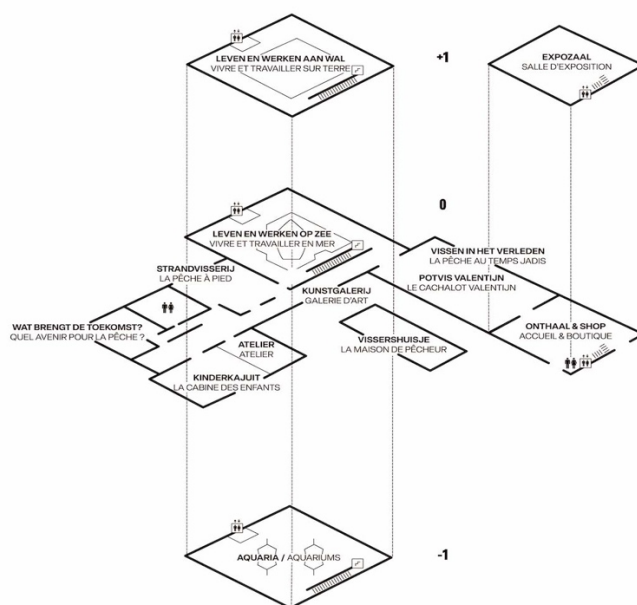 LEVEN EN WERKEN AAN WAL
VIVRE ET TRAVAILLER SUR TERRE
+1
EXPOZAAL
SALLE D'EXPOSITION
0
LEVEN EN WERKEN OP ZEE
VIVRE ET TRAVAILLER EN MER
VISSEN IN HET VERLEDEN
LA PÊCHE AU TEMPS JADIS
STRANDVISSERIJ
LA PÊCHE À PIED
POTVIS VALENTIJN
LE CACHALOT VALENTIJN
KUNSTGALERIJ
GALERIE D'ART
WAT BRENGT DE TOEKOMST?
QUEL AVENIR POUR LA PÊCHE ?
ONTHAAL & SHOP
ACCUEIL & BOUTIQUE
ATELIER
ATELIER
VISSERSHUISJE
LA MAISON DE PÊCHEUR
KINDERKAJUIT
LA CABINE DES ENFANTS
AQUARIA / AQUARIUMS
-1